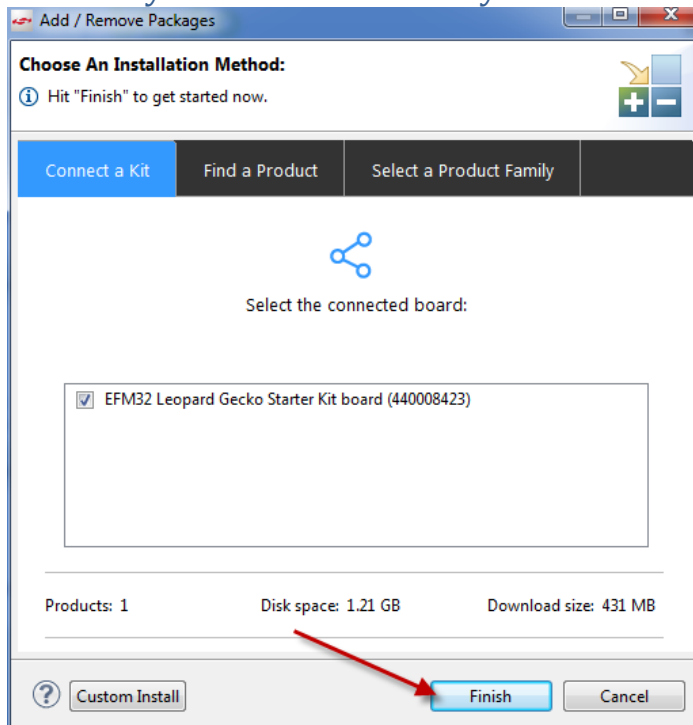 Add / Remove Packages
Choose An Installation Method:
Hit "Finish" to get started now.
Connect a Kit Find a Product Select a Product Family
Select the connected board:
EFM32 Leopard Gecko Starter Kit board (440008423)
Products: 1 Disk space: 1.21 GB Download size: 431 MB
? Custom Install Finish Cancel